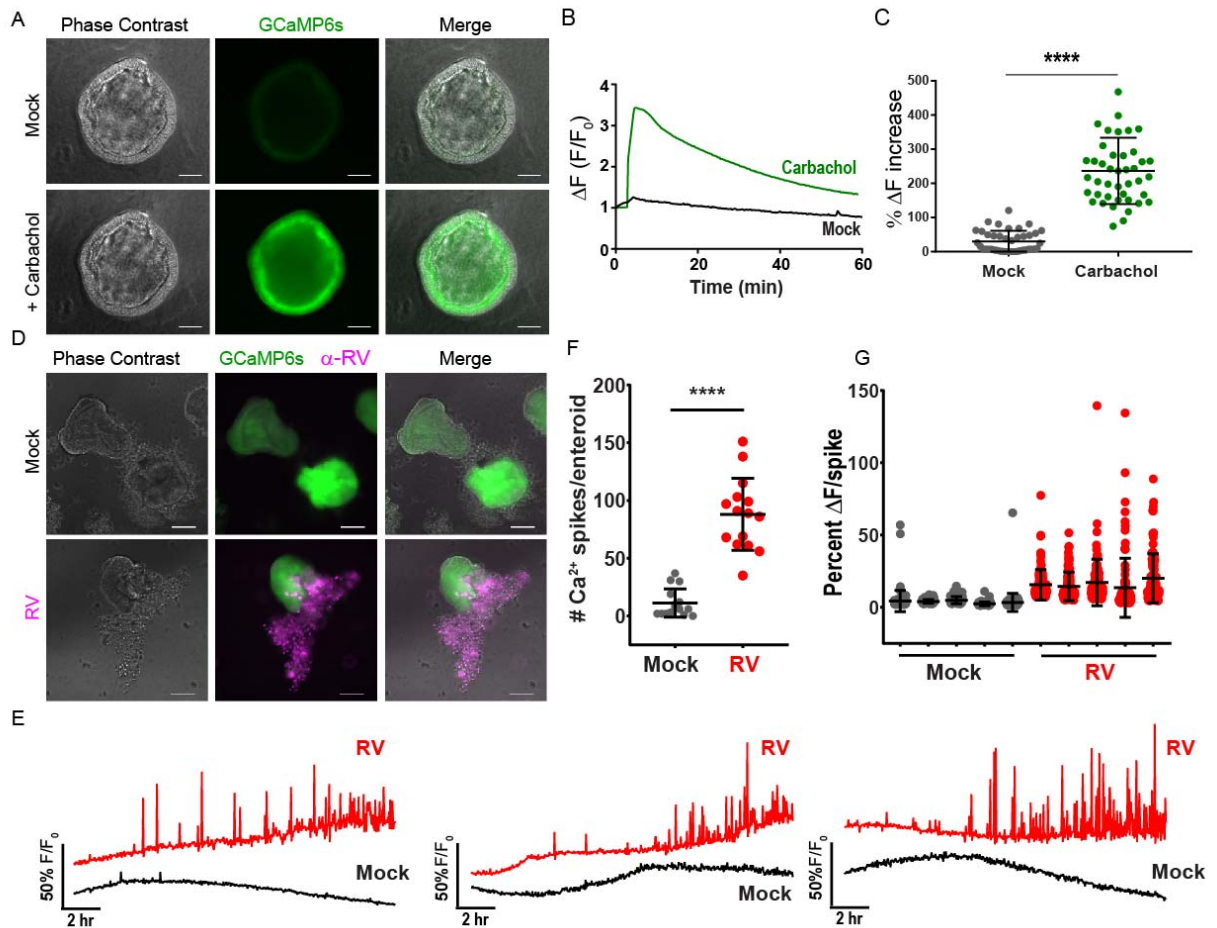 A
Phase Contrast
GCaMP6s
Merge
Mock
+ Carbachol
B
ΔF (F/F₀)
4
3
2
1
0
Carbachol
Mock
0
20
40
60
Time (min)
C
****
% ΔF increase
500
400
300
200
100
0
Mock
Carbachol
D
Phase Contrast
GCaMP6s α-RV
Merge
Mock
RV
F
# Ca²⁺ spikes/enteroid
200
150
100
50
0
****
Mock
RV
G
Percent ΔF/spike
150
100
50
0
Mock
RV
E
RV
Mock
50% F/F₀
2 hr
RV
Mock
50% F/F₀
2 hr
RV
Mock
50% F/F₀
2 hr